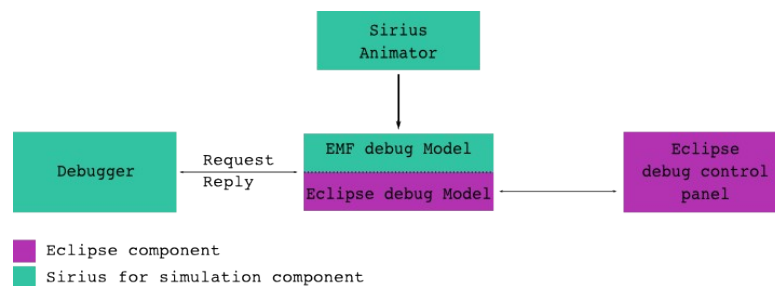 Sirius
Animator
EMF debug Model
Eclipse debug Model
Debugger
Request
Reply
Eclipse
debug control
panel
Eclipse component
Sirius for simulation component